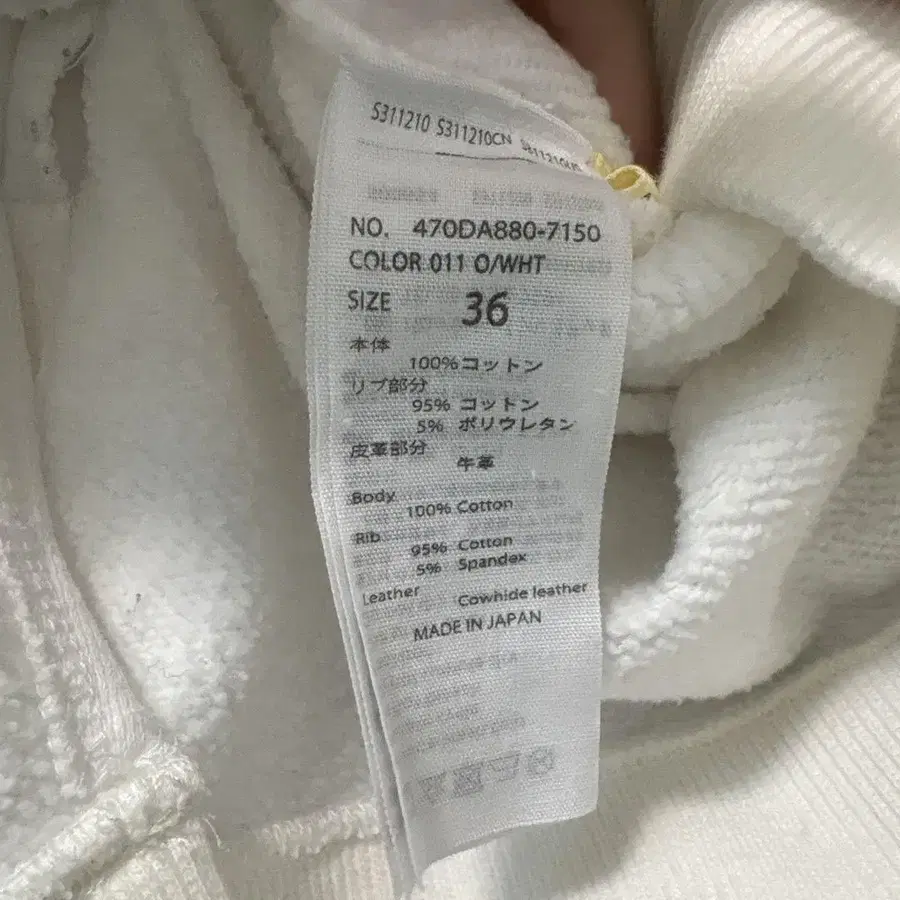 S311210 S311210CN
NO. 470DA880-7150
COLOR 011 O/WHT
SIZE 36
本体
100% コットン
リブ部分
95% コットン
5% ポリウレタン
皮革部分
牛革
Body
100% Cotton
Rib
95% Cotton
5% Spandex
Leather
Cowhide leather
MADE IN JAPAN